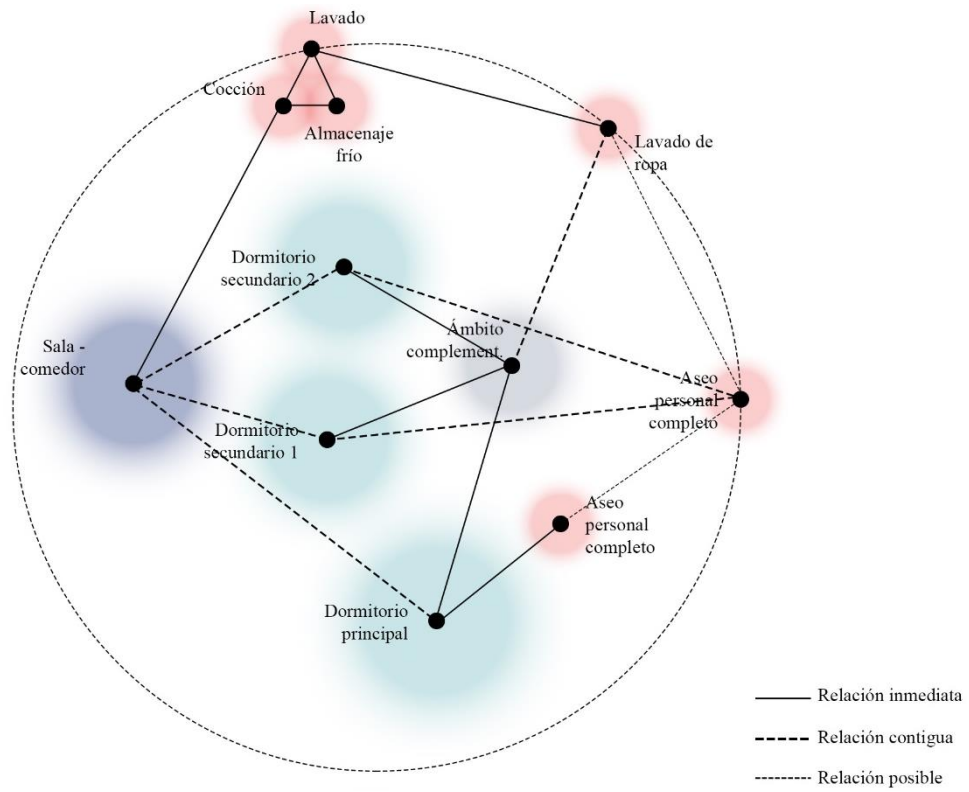 Lavado
Cocción
Almacenaje
frío
Lavado de
ropa
Dormitorio
secundario 2
Sala -
comedor
Ámbito
complement.
Aseo
personal
completo
Dormitorio
secundario 1
Aseo
personal
completo
Dormitorio
principal
Relación inmediata
Relación contigua
Relación posible